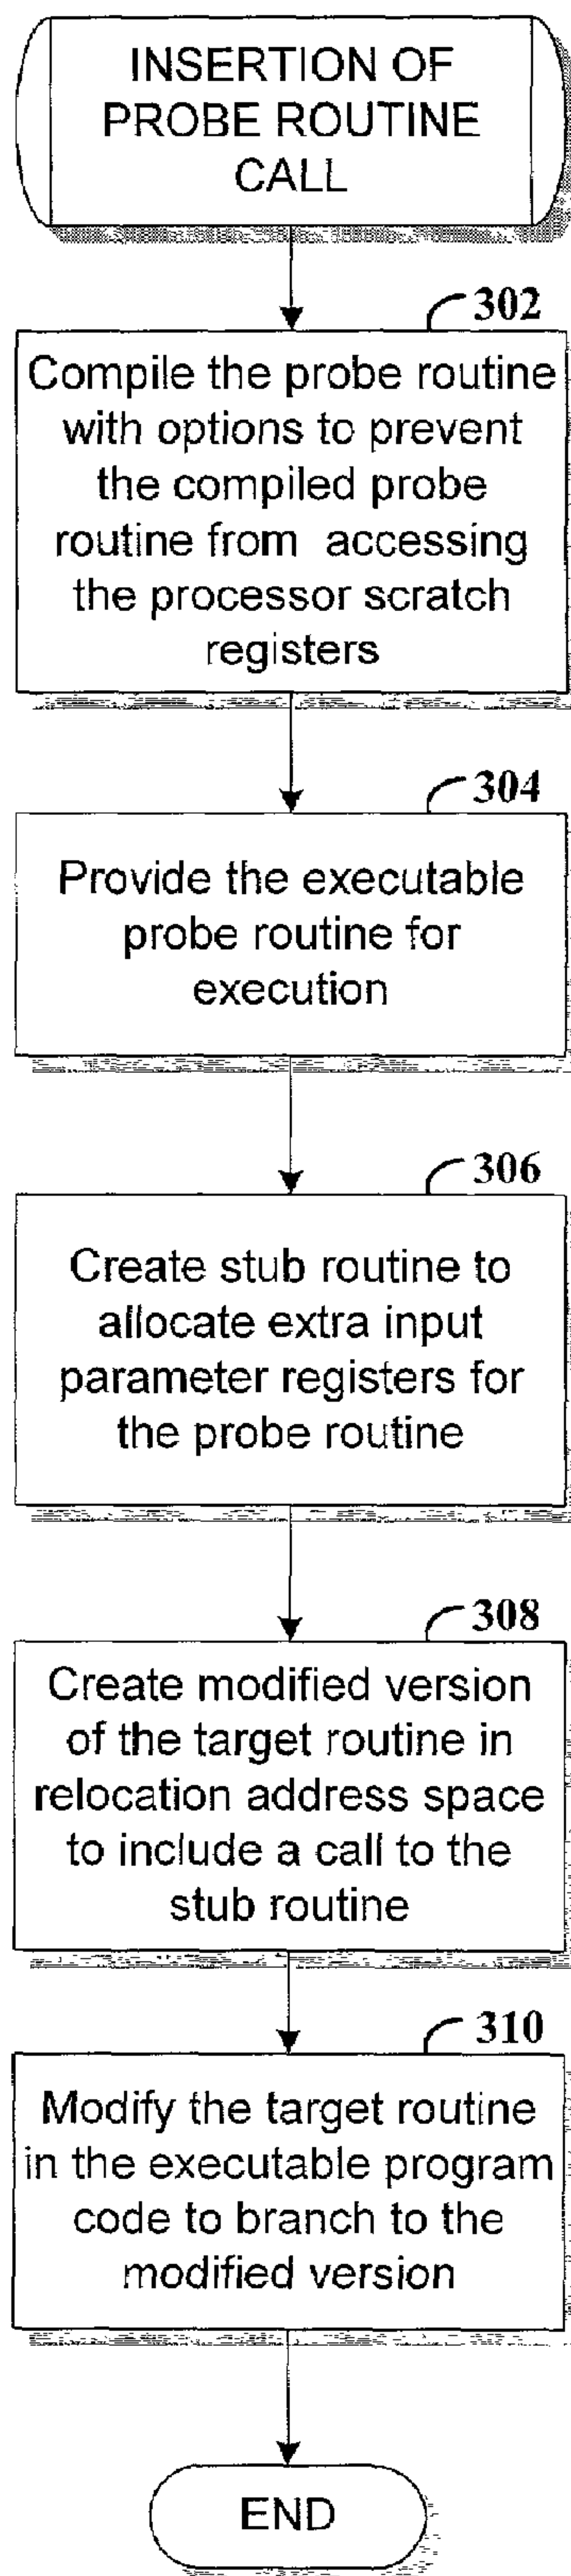 INSERTION OF
PROBE ROUTINE
CALL
302
Compile the probe routine
with options to prevent
the compiled probe
routine from accessing
the processor scratch
registers
304
Provide the executable
probe routine for
execution
306
Create stub routine to
allocate extra input
parameter registers for
the probe routine
308
Create modified version
of the target routine in
relocation address space
to include a call to the
stub routine
310
Modify the target routine
in the executable program
code to branch to the
modified version
END